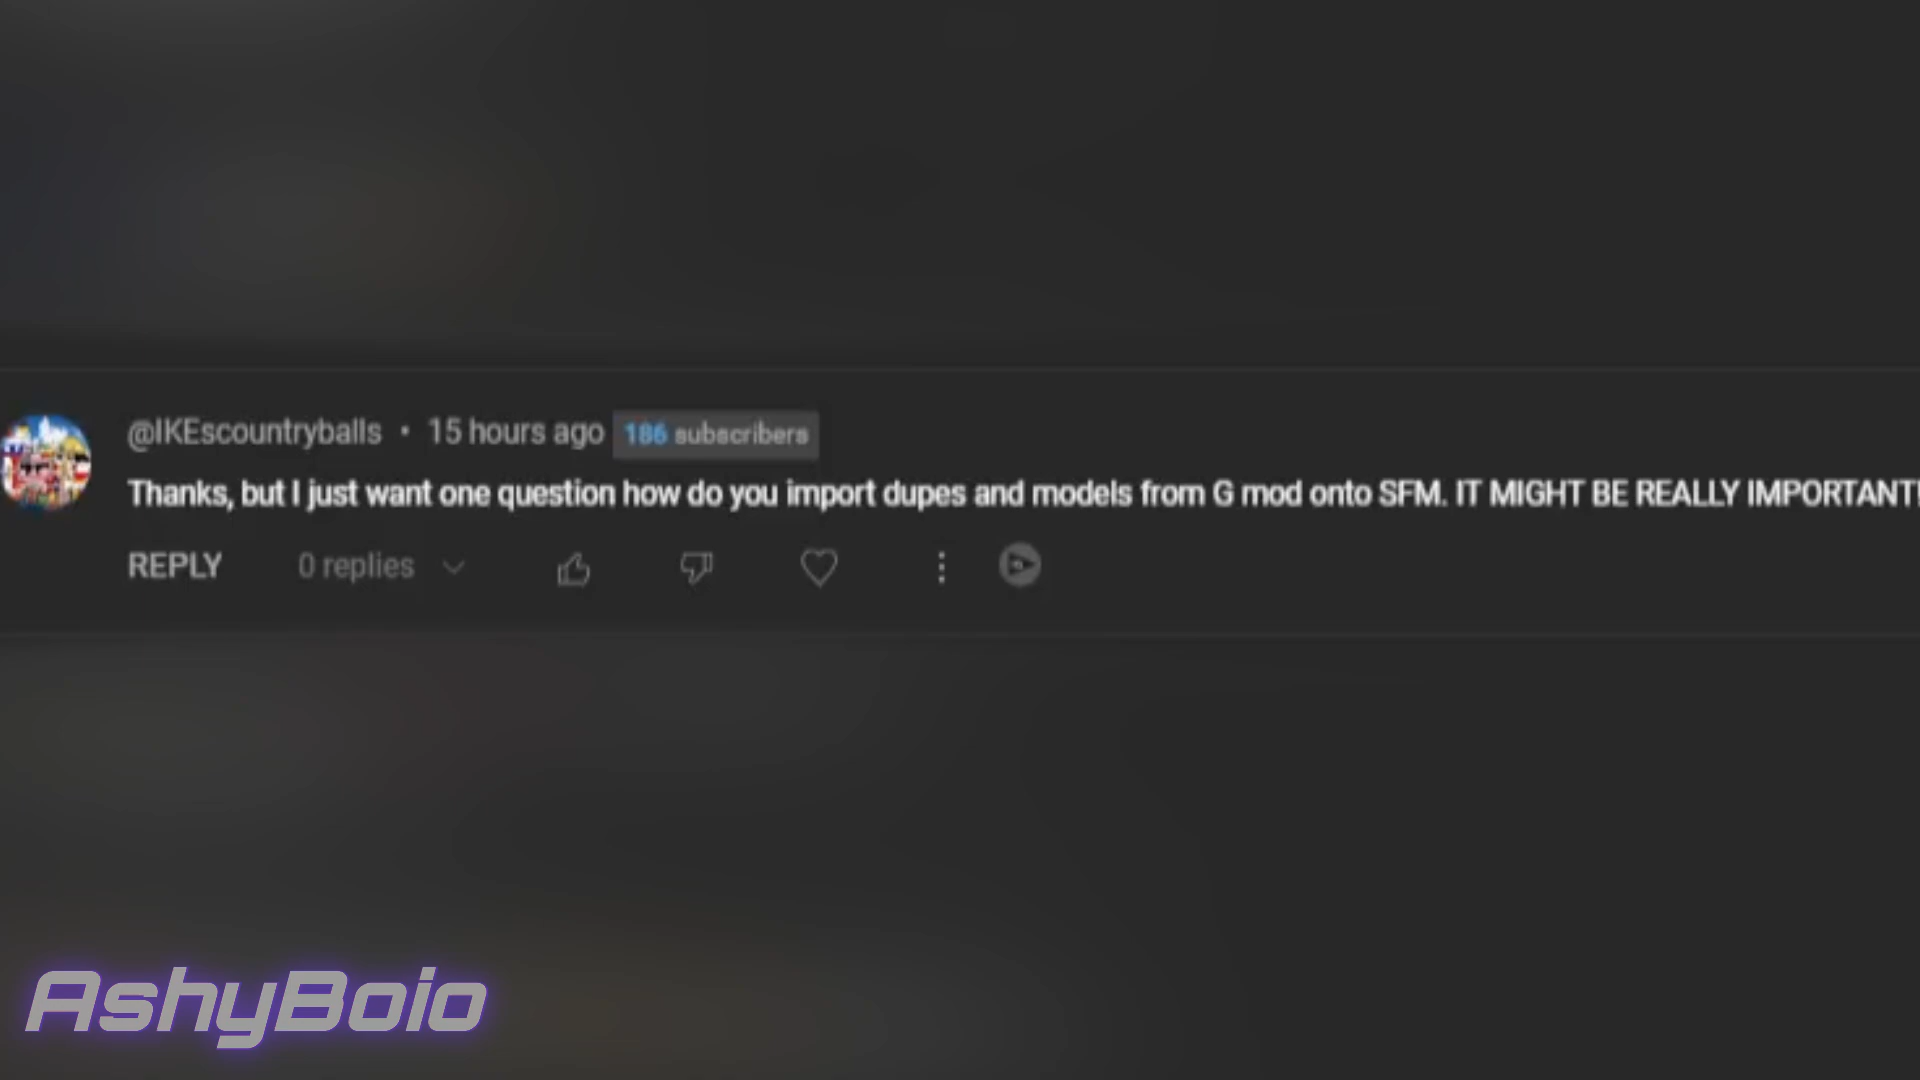 @IKEscountryballs • 15 hours ago 186 subscribers
Thanks, but I just want one question how do you import dupes and models from G mod onto SFM. IT MIGHT BE REALLY IMPORTANT!
REPLY 0 replies
AshyBoio